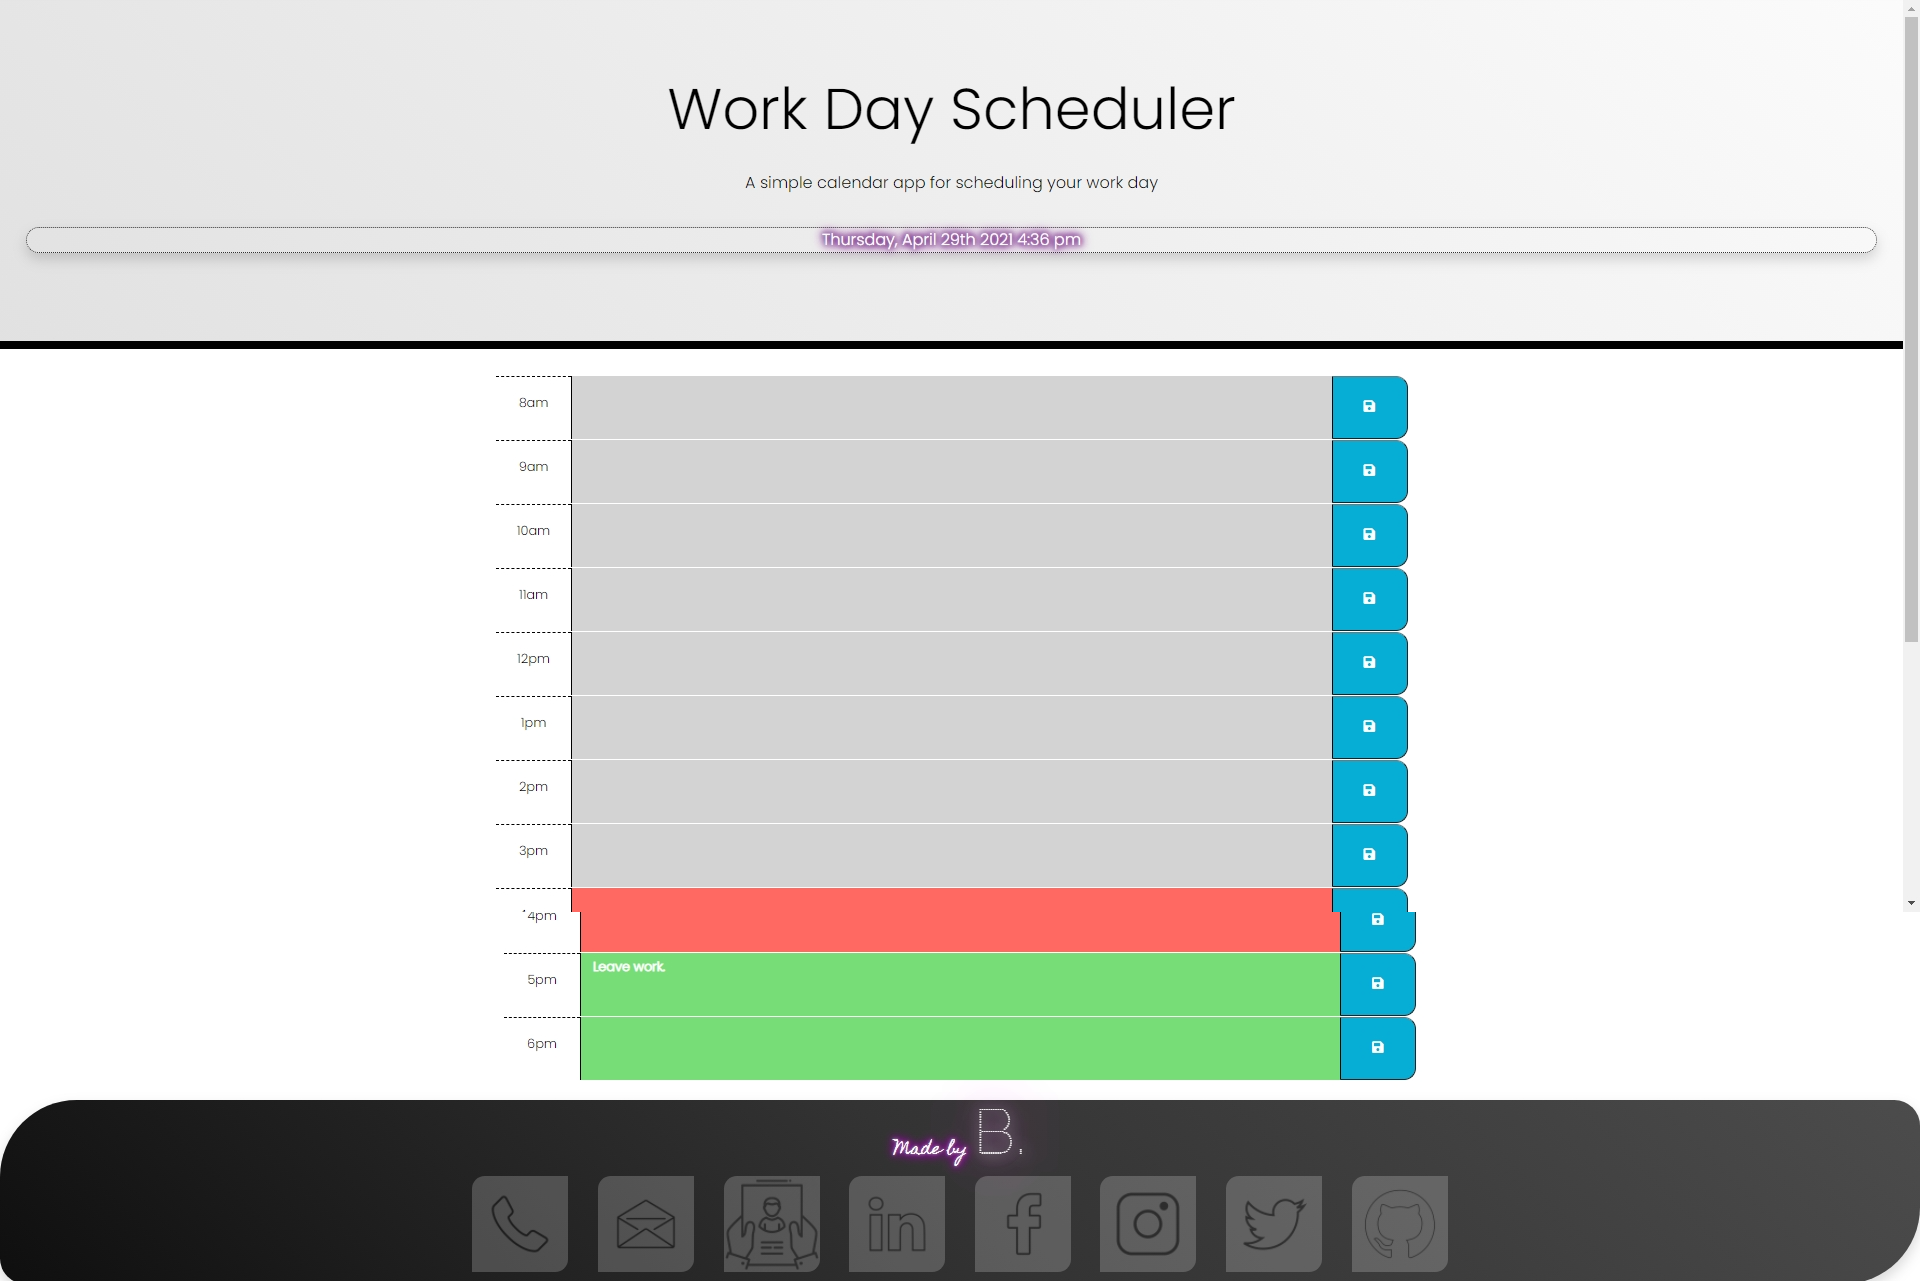 Work Day Scheduler
A simple calendar app for scheduling your work day
Thursday, April 29th 2021 4:36 pm
8am
9am
10am
11am
12pm
1pm
2pm
3pm
4pm
5pm Leave work.
6pm
Made by B.
in f